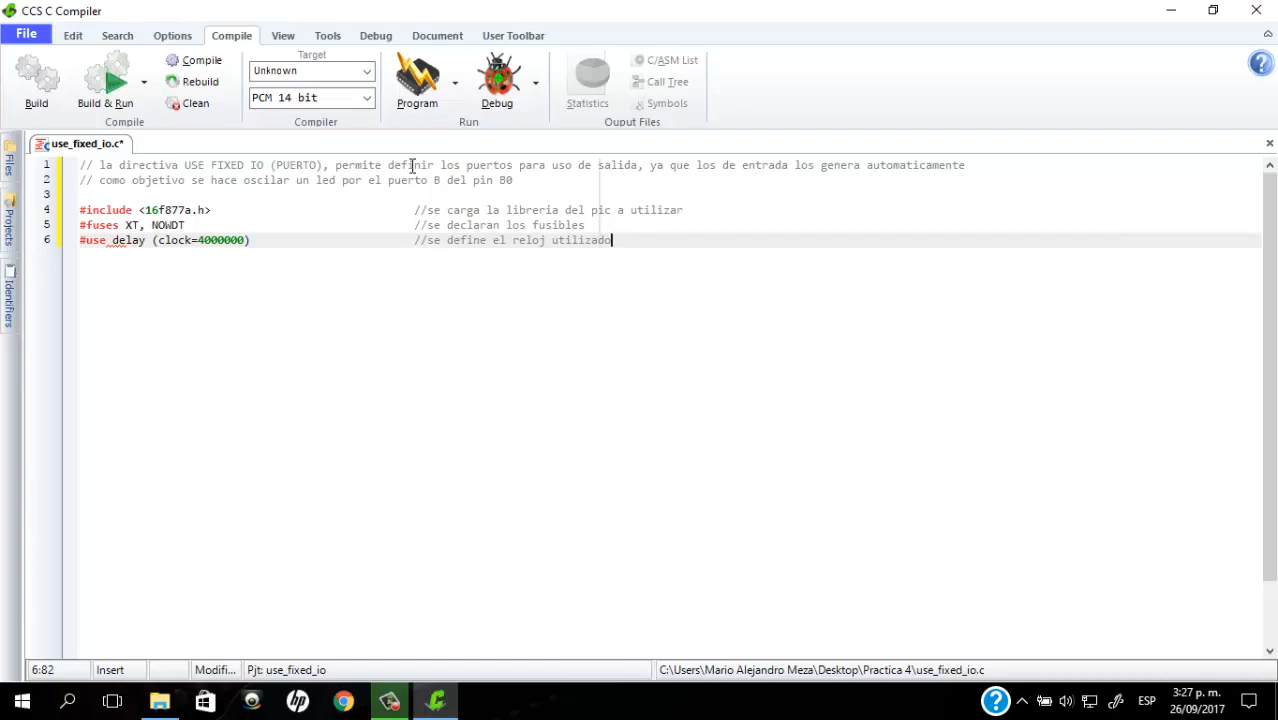 CCS C Compiler
File Edit Search Options Compile View Tools Debug Document User Toolbar
Target
Compile
Rebuild
Clean
Unknown
PCM 14 bit
C/ASM List
Call Tree
Symbols
Build
Build & Run
Program
Debug
Statistics
Compile
Compiler
Run
Ouput Files
use_fixed_io.c*
Files
Projects
Identifiers
1 // la directiva USE FIXED IO (PUERTO), permite definir los puertos para uso de salida, ya que los de entrada los genera automaticamente
2 // como objetivo se hace oscilar un led por el puerto B del pin B0
3
4 #include <16f877a.h> //se carga la libreria del pic a utilizar
5 #fuses XT, NOWDT //se declaran los fusibles
6 #use delay (clock=4000000) //se define el reloj utilizado
6:82 Insert Modifi... Pjt: use_fixed_io C:\Users\Mario Alejandro Meza\Desktop\Practica 4\use_fixed_io.c
ESP
3:27 p. m.
26/09/2017